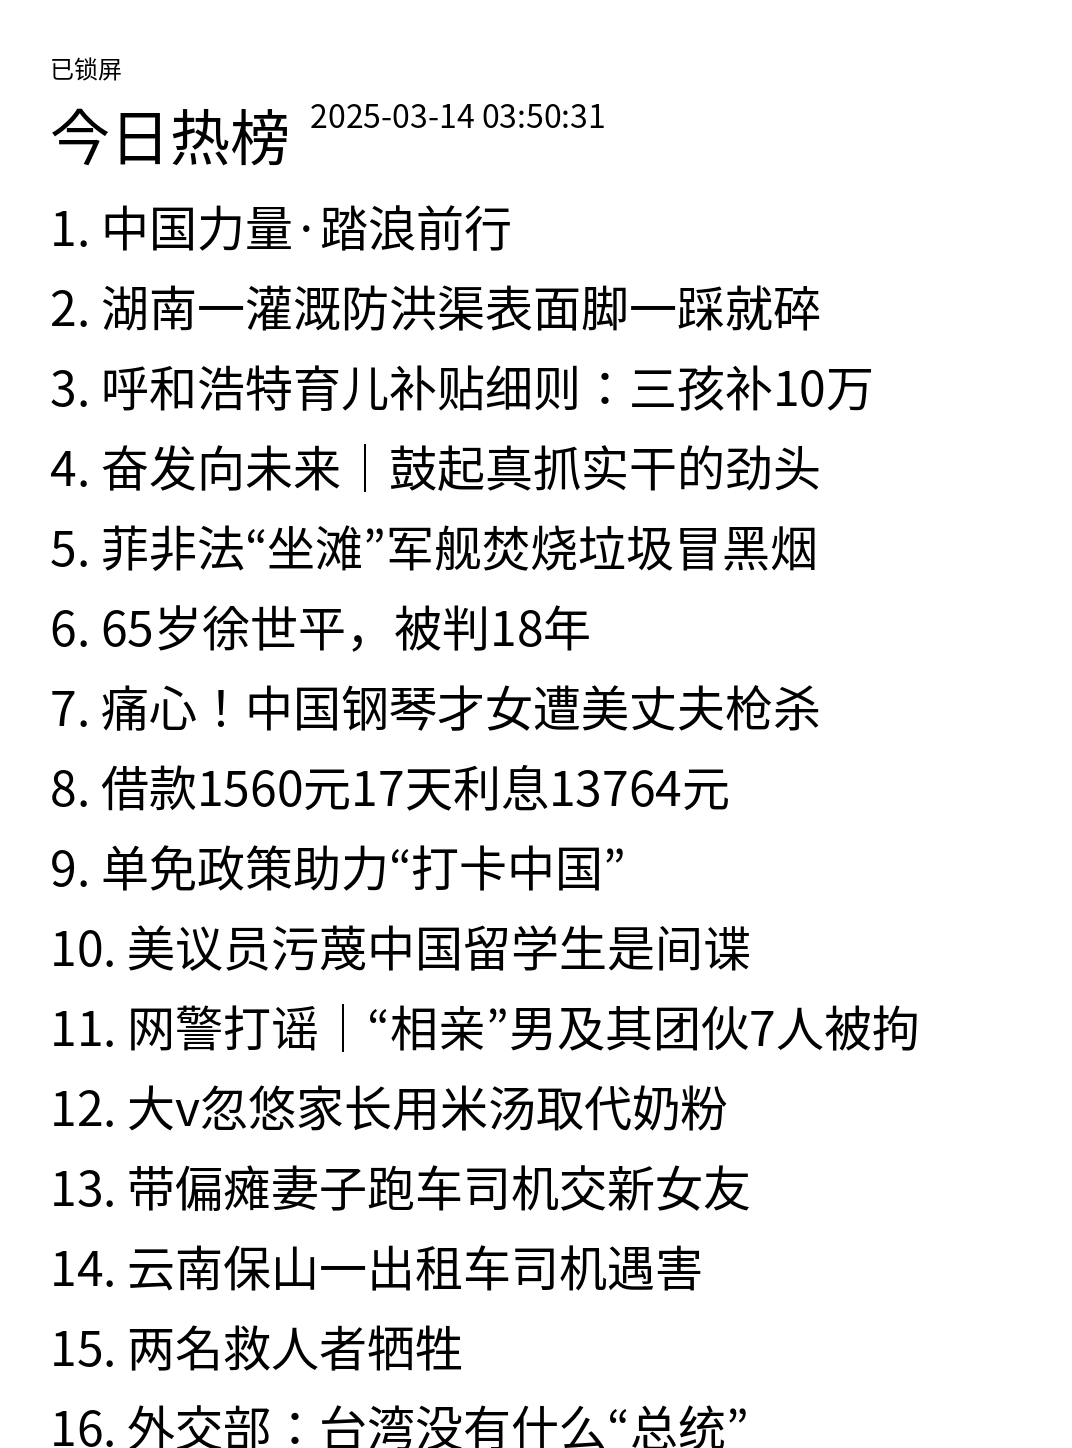 已锁屏
今日热榜 2025-03-14 03:50:31
1. 中国力量·踏浪前行
2. 湖南一灌溉防洪渠表面脚一踩就碎
3. 呼和浩特育儿补贴细则：三孩补10万
4. 奋发向未来｜鼓起真抓实干的劲头
5. 菲非法“坐滩”军舰焚烧垃圾冒黑烟
6. 65岁徐世平，被判18年
7. 痛心！中国钢琴才女遭美丈夫枪杀
8. 借款1560元17天利息13764元
9. 单免政策助力“打卡中国”
10. 美议员污蔑中国留学生是间谍
11. 网警打谣｜“相亲”男及其团伙7人被拘
12. 大v忽悠家长用米汤取代奶粉
13. 带偏瘫妻子跑车司机交新女友
14. 云南保山一出租车司机遇害
15. 两名救人者牺牲
16. 外交部：台湾没有什么“总统”